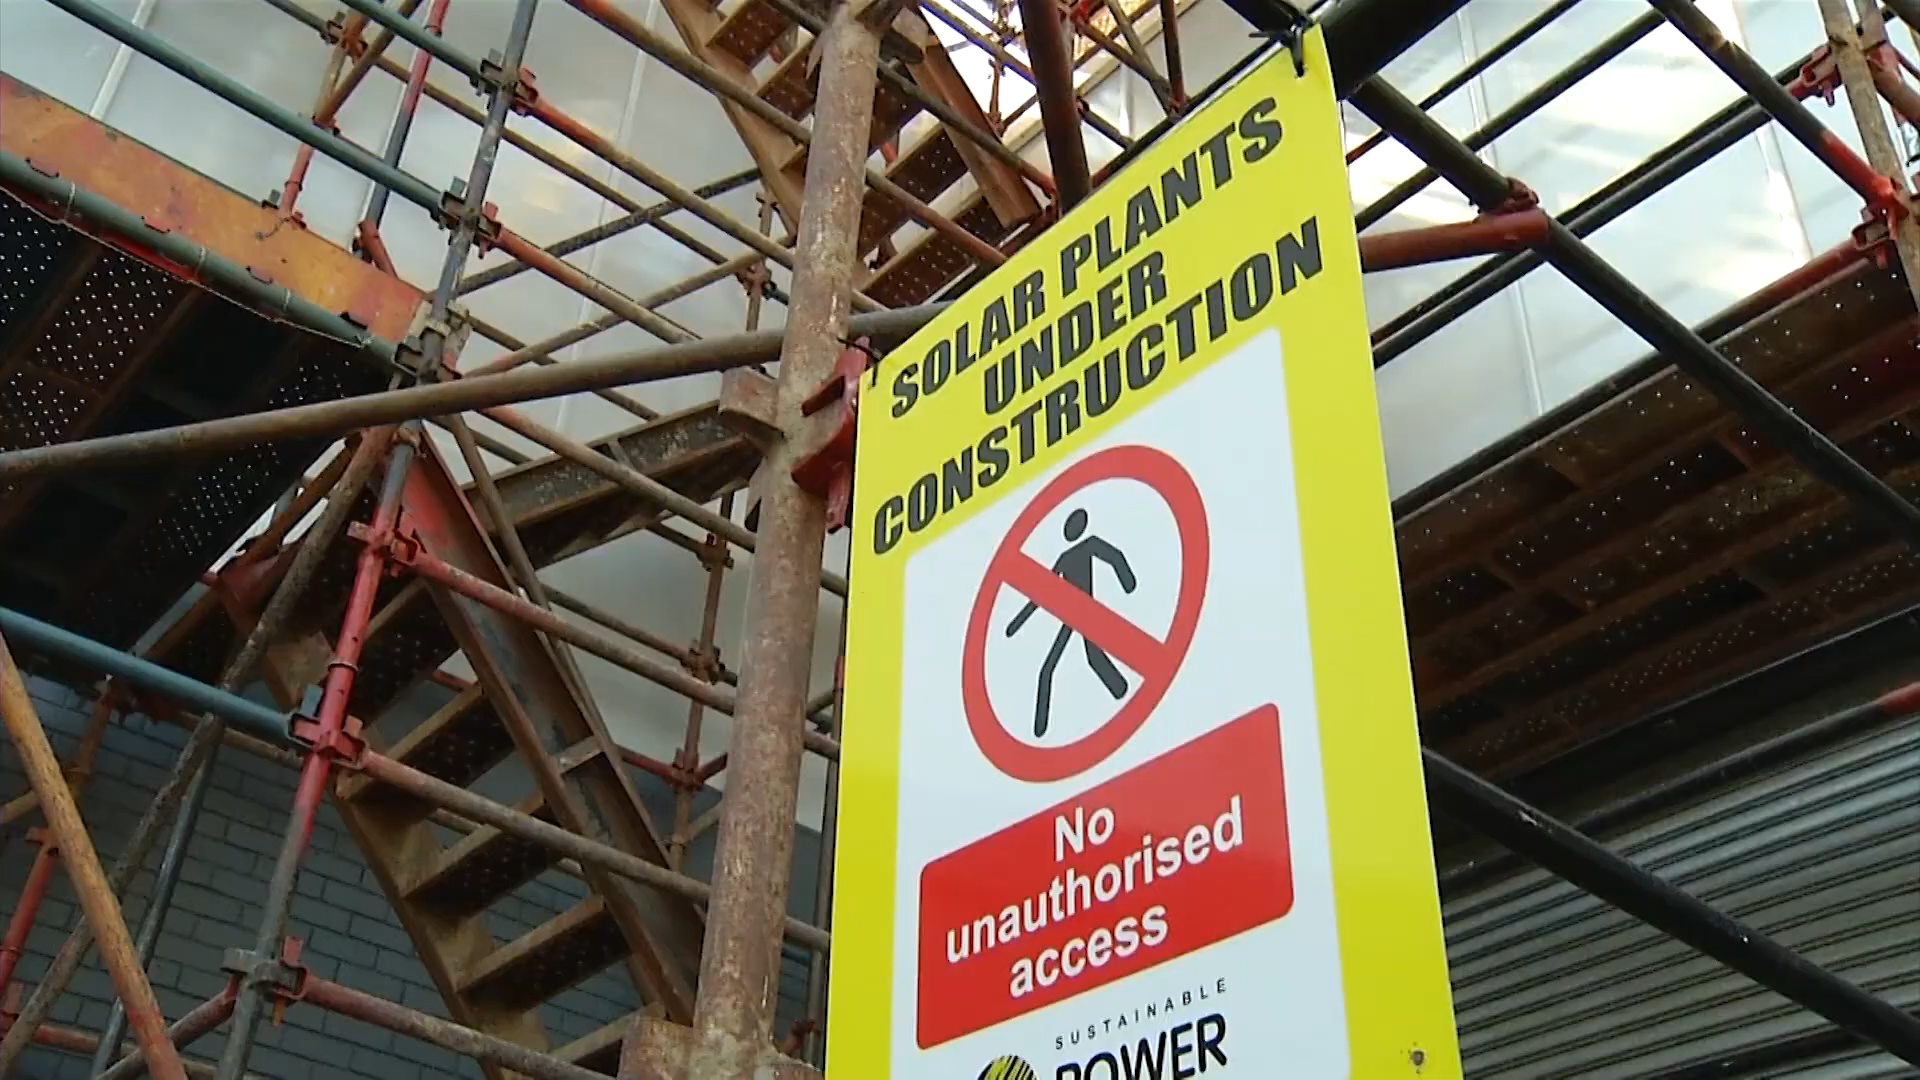 SOLAR PLANTS
UNDER
CONSTRUCTION
No
unauthorised
access
SUSTAINABLE
POWER